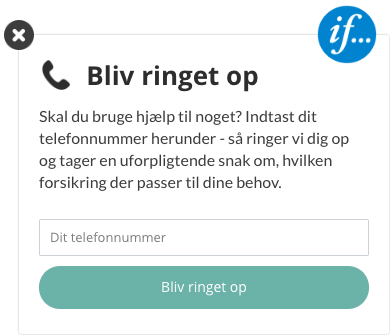 if...
Bliv ringet op
Skal du bruge hjælp til noget? Indtast dit
telefonnummer herunder - så ringer vi dig op
og tager en uforpligtende snak om, hvilken
forsikring der passer til dine behov.
Dit telefonnummer
Bliv ringet op